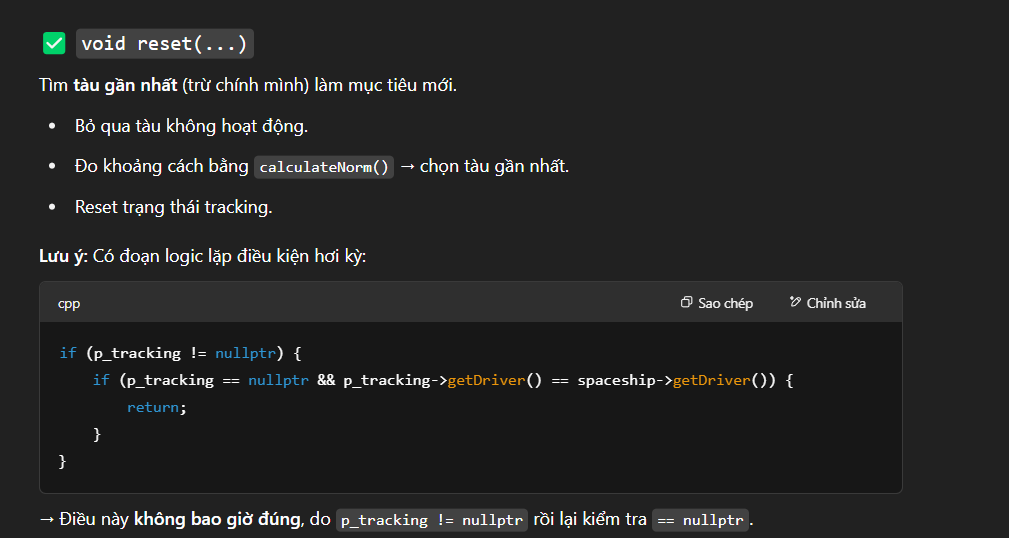 ✅ void reset(...)
Tìm tàu gần nhất (trừ chính mình) làm mục tiêu mới.
• Bỏ qua tàu không hoạt động.
• Đo khoảng cách bằng calculateNorm() → chọn tàu gần nhất.
• Reset trạng thái tracking.
Lưu ý: Có đoạn logic lặp điều kiện hơi kỳ:
cpp Sao chép Chỉnh sửa
if (p_tracking != nullptr) {
    if (p_tracking == nullptr && p_tracking->getDriver() == spaceship->getDriver()) {
        return;
    }
}
→ Điều này không bao giờ đúng, do p_tracking != nullptr rồi lại kiểm tra == nullptr.